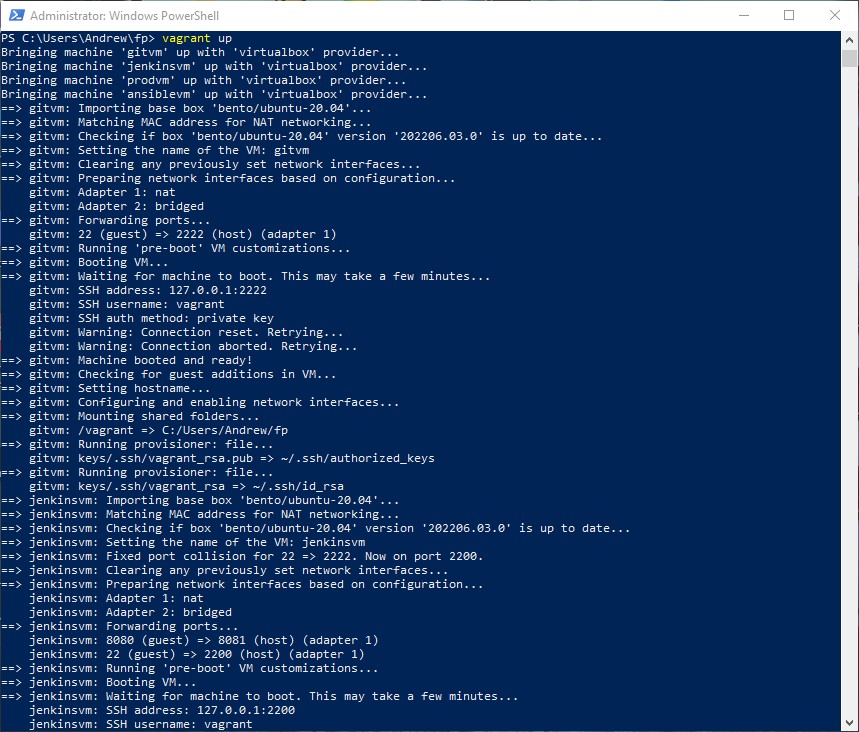 Administrator: Windows PowerShell
PS C:\Users\Andrew\fp> vagrant up
Bringing machine 'gitvm' up with 'virtualbox' provider...
Bringing machine 'jenkinsvm' up with 'virtualbox' provider...
Bringing machine 'prodvm' up with 'virtualbox' provider...
Bringing machine 'ansiblevm' up with 'virtualbox' provider...
==> gitvm: Importing base box 'bento/ubuntu-20.04'...
==> gitvm: Matching MAC address for NAT networking...
==> gitvm: Checking if box 'bento/ubuntu-20.04' version '202206.03.0' is up to date...
==> gitvm: Setting the name of the VM: gitvm
==> gitvm: Clearing any previously set network interfaces...
==> gitvm: Preparing network interfaces based on configuration...
    gitvm: Adapter 1: nat
    gitvm: Adapter 2: bridged
==> gitvm: Forwarding ports...
    gitvm: 22 (guest) => 2222 (host) (adapter 1)
==> gitvm: Running 'pre-boot' VM customizations...
==> gitvm: Booting VM...
==> gitvm: Waiting for machine to boot. This may take a few minutes...
    gitvm: SSH address: 127.0.0.1:2222
    gitvm: SSH username: vagrant
    gitvm: SSH auth method: private key
    gitvm: Warning: Connection reset. Retrying...
    gitvm: Warning: Connection aborted. Retrying...
==> gitvm: Machine booted and ready!
==> gitvm: Checking for guest additions in VM...
==> gitvm: Setting hostname...
==> gitvm: Configuring and enabling network interfaces...
==> gitvm: Mounting shared folders...
    gitvm: /vagrant => C:/Users/Andrew/fp
==> gitvm: Running provisioner: file...
    gitvm: keys/.ssh/vagrant_rsa.pub => ~/.ssh/authorized_keys
==> gitvm: Running provisioner: file...
    gitvm: keys/.ssh/vagrant_rsa => ~/.ssh/id_rsa
==> jenkinsvm: Importing base box 'bento/ubuntu-20.04'...
==> jenkinsvm: Matching MAC address for NAT networking...
==> jenkinsvm: Checking if box 'bento/ubuntu-20.04' version '202206.03.0' is up to date...
==> jenkinsvm: Setting the name of the VM: jenkinsvm
==> jenkinsvm: Fixed port collision for 22 => 2222. Now on port 2200.
==> jenkinsvm: Clearing any previously set network interfaces...
==> jenkinsvm: Preparing network interfaces based on configuration...
    jenkinsvm: Adapter 1: nat
    jenkinsvm: Adapter 2: bridged
==> jenkinsvm: Forwarding ports...
    jenkinsvm: 8080 (guest) => 8081 (host) (adapter 1)
    jenkinsvm: 22 (guest) => 2200 (host) (adapter 1)
==> jenkinsvm: Running 'pre-boot' VM customizations...
==> jenkinsvm: Booting VM...
==> jenkinsvm: Waiting for machine to boot. This may take a few minutes...
    jenkinsvm: SSH address: 127.0.0.1:2200
    jenkinsvm: SSH username: vagrant